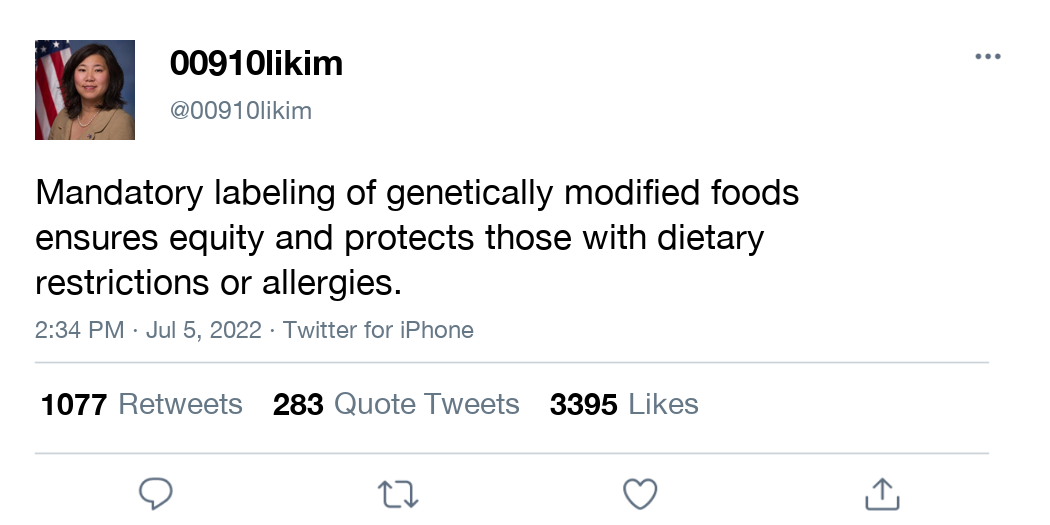 00910likim
@00910likim
Mandatory labeling of genetically modified foods
ensures equity and protects those with dietary
restrictions or allergies.
2:34 PM · Jul 5, 2022 · Twitter for iPhone
1077 Retweets 283 Quote Tweets 3395 Likes